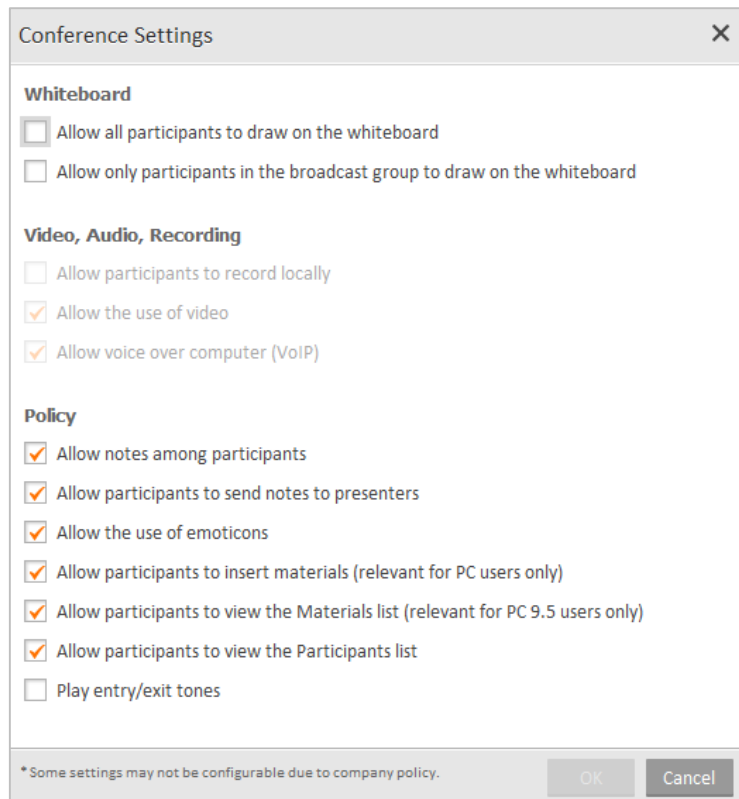 Conference Settings
Whiteboard
Allow all participants to draw on the whiteboard
Allow only participants in the broadcast group to draw on the whiteboard
Video, Audio, Recording
Allow participants to record locally
Allow the use of video
Allow voice over computer (VoIP)
Policy
Allow notes among participants
Allow participants to send notes to presenters
Allow the use of emoticons
Allow participants to insert materials (relevant for PC users only)
Allow participants to view the Materials list (relevant for PC 9.5 users only)
Allow participants to view the Participants list
Play entry/exit tones
* Some settings may not be configurable due to company policy.
OK
Cancel